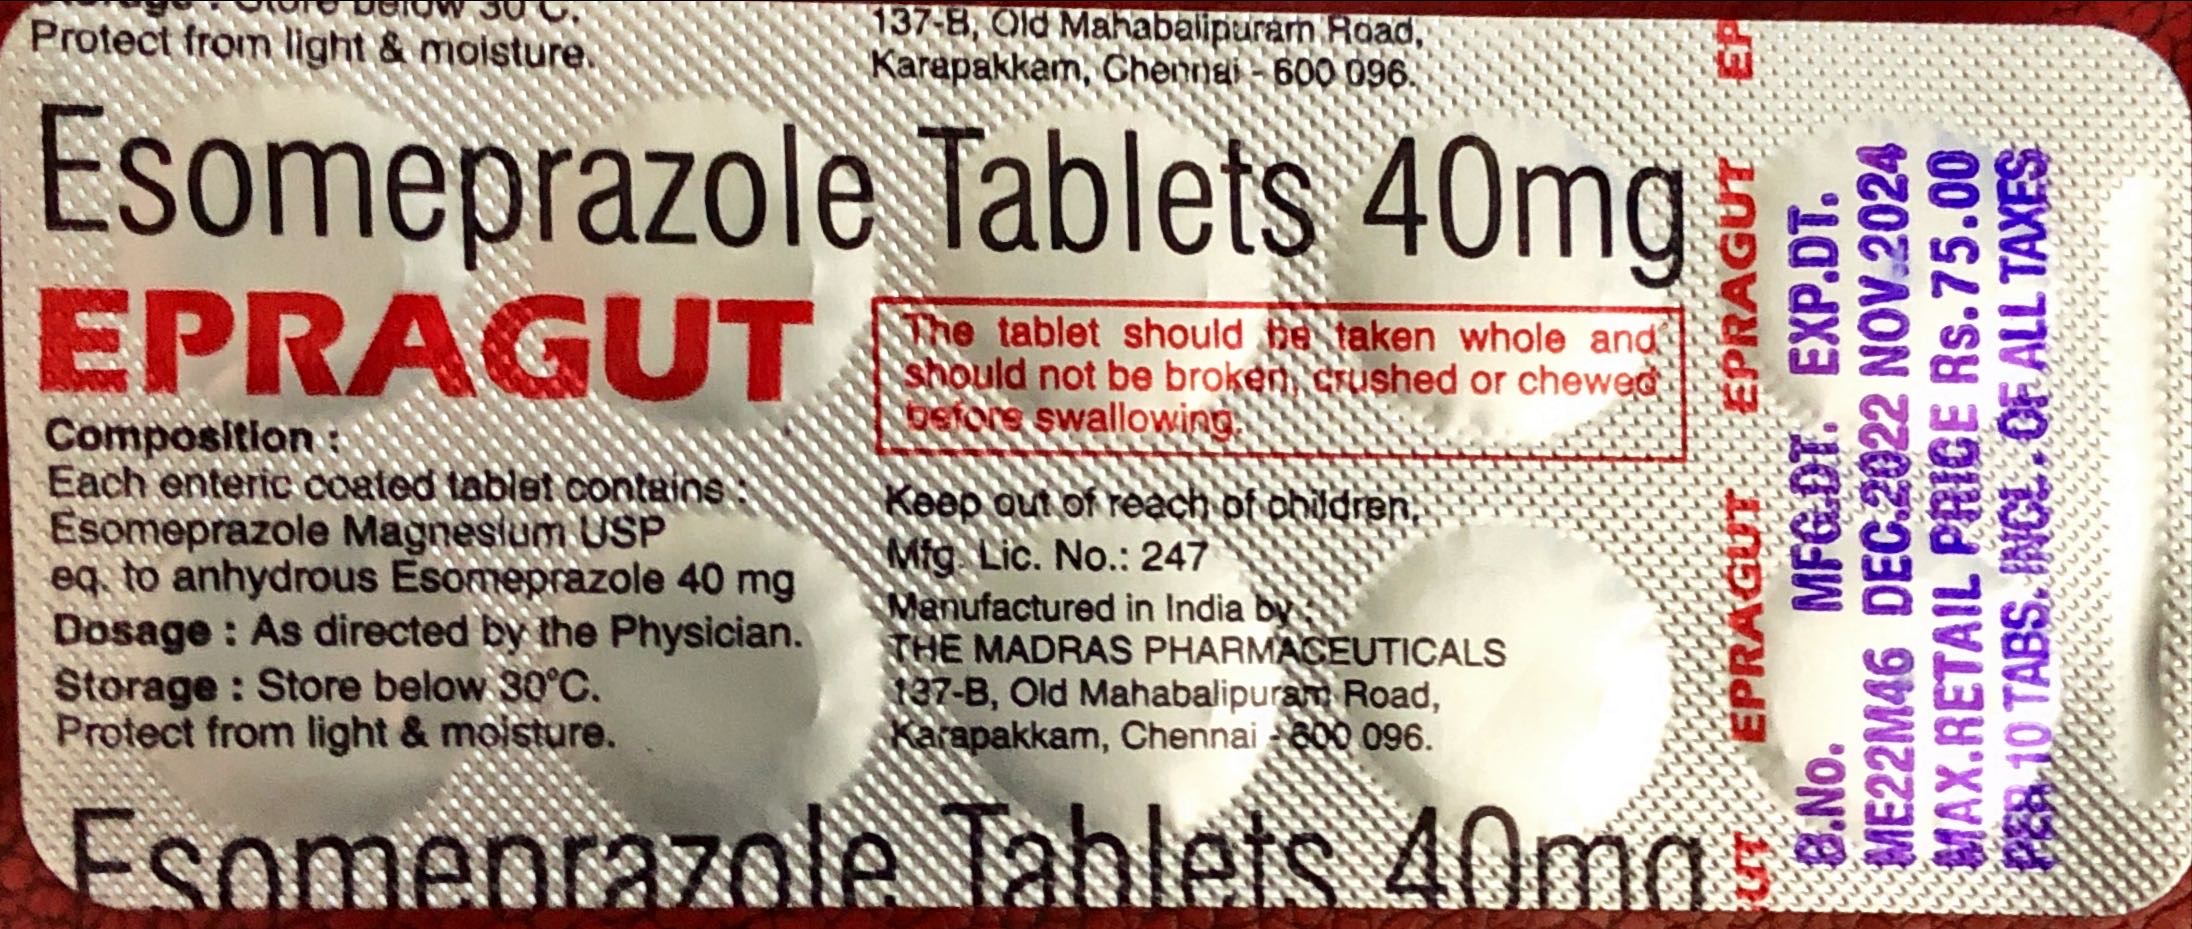 Storage : Store below 30°C.
Protect from light & moisture.
137-B, Old Mahabalipuram Road,
Karapakkam, Chennai - 600 096.
Esomeprazole Tablets 40mg
EPRAGUT
The tablet should be taken whole and
should not be broken, crushed or chewed
before swallowing.
Composition :
Each enteric coated tablet contains :
Esomeprazole Magnesium USP
eq. to anhydrous Esomeprazole 40 mg
Dosage : As directed by the Physician.
Storage : Store below 30°C.
Protect from light & moisture.
Keep out of reach of children.
Mfg. Lic. No.: 247
Manufactured in India by :
THE MADRAS PHARMACEUTICALS
137-B, Old Mahabalipuram Road,
Karapakkam, Chennai - 600 096.
Esomeprazole Tablets 40mg
UT EPRAGUT EPRAGUT EP
B.No. MFG.DT. EXP.DT.
ME22M46 DEC.2022 NOV.2024
MAX.RETAIL PRICE Rs.75.00
PER 10 TABS. INCL. OF ALL TAXES